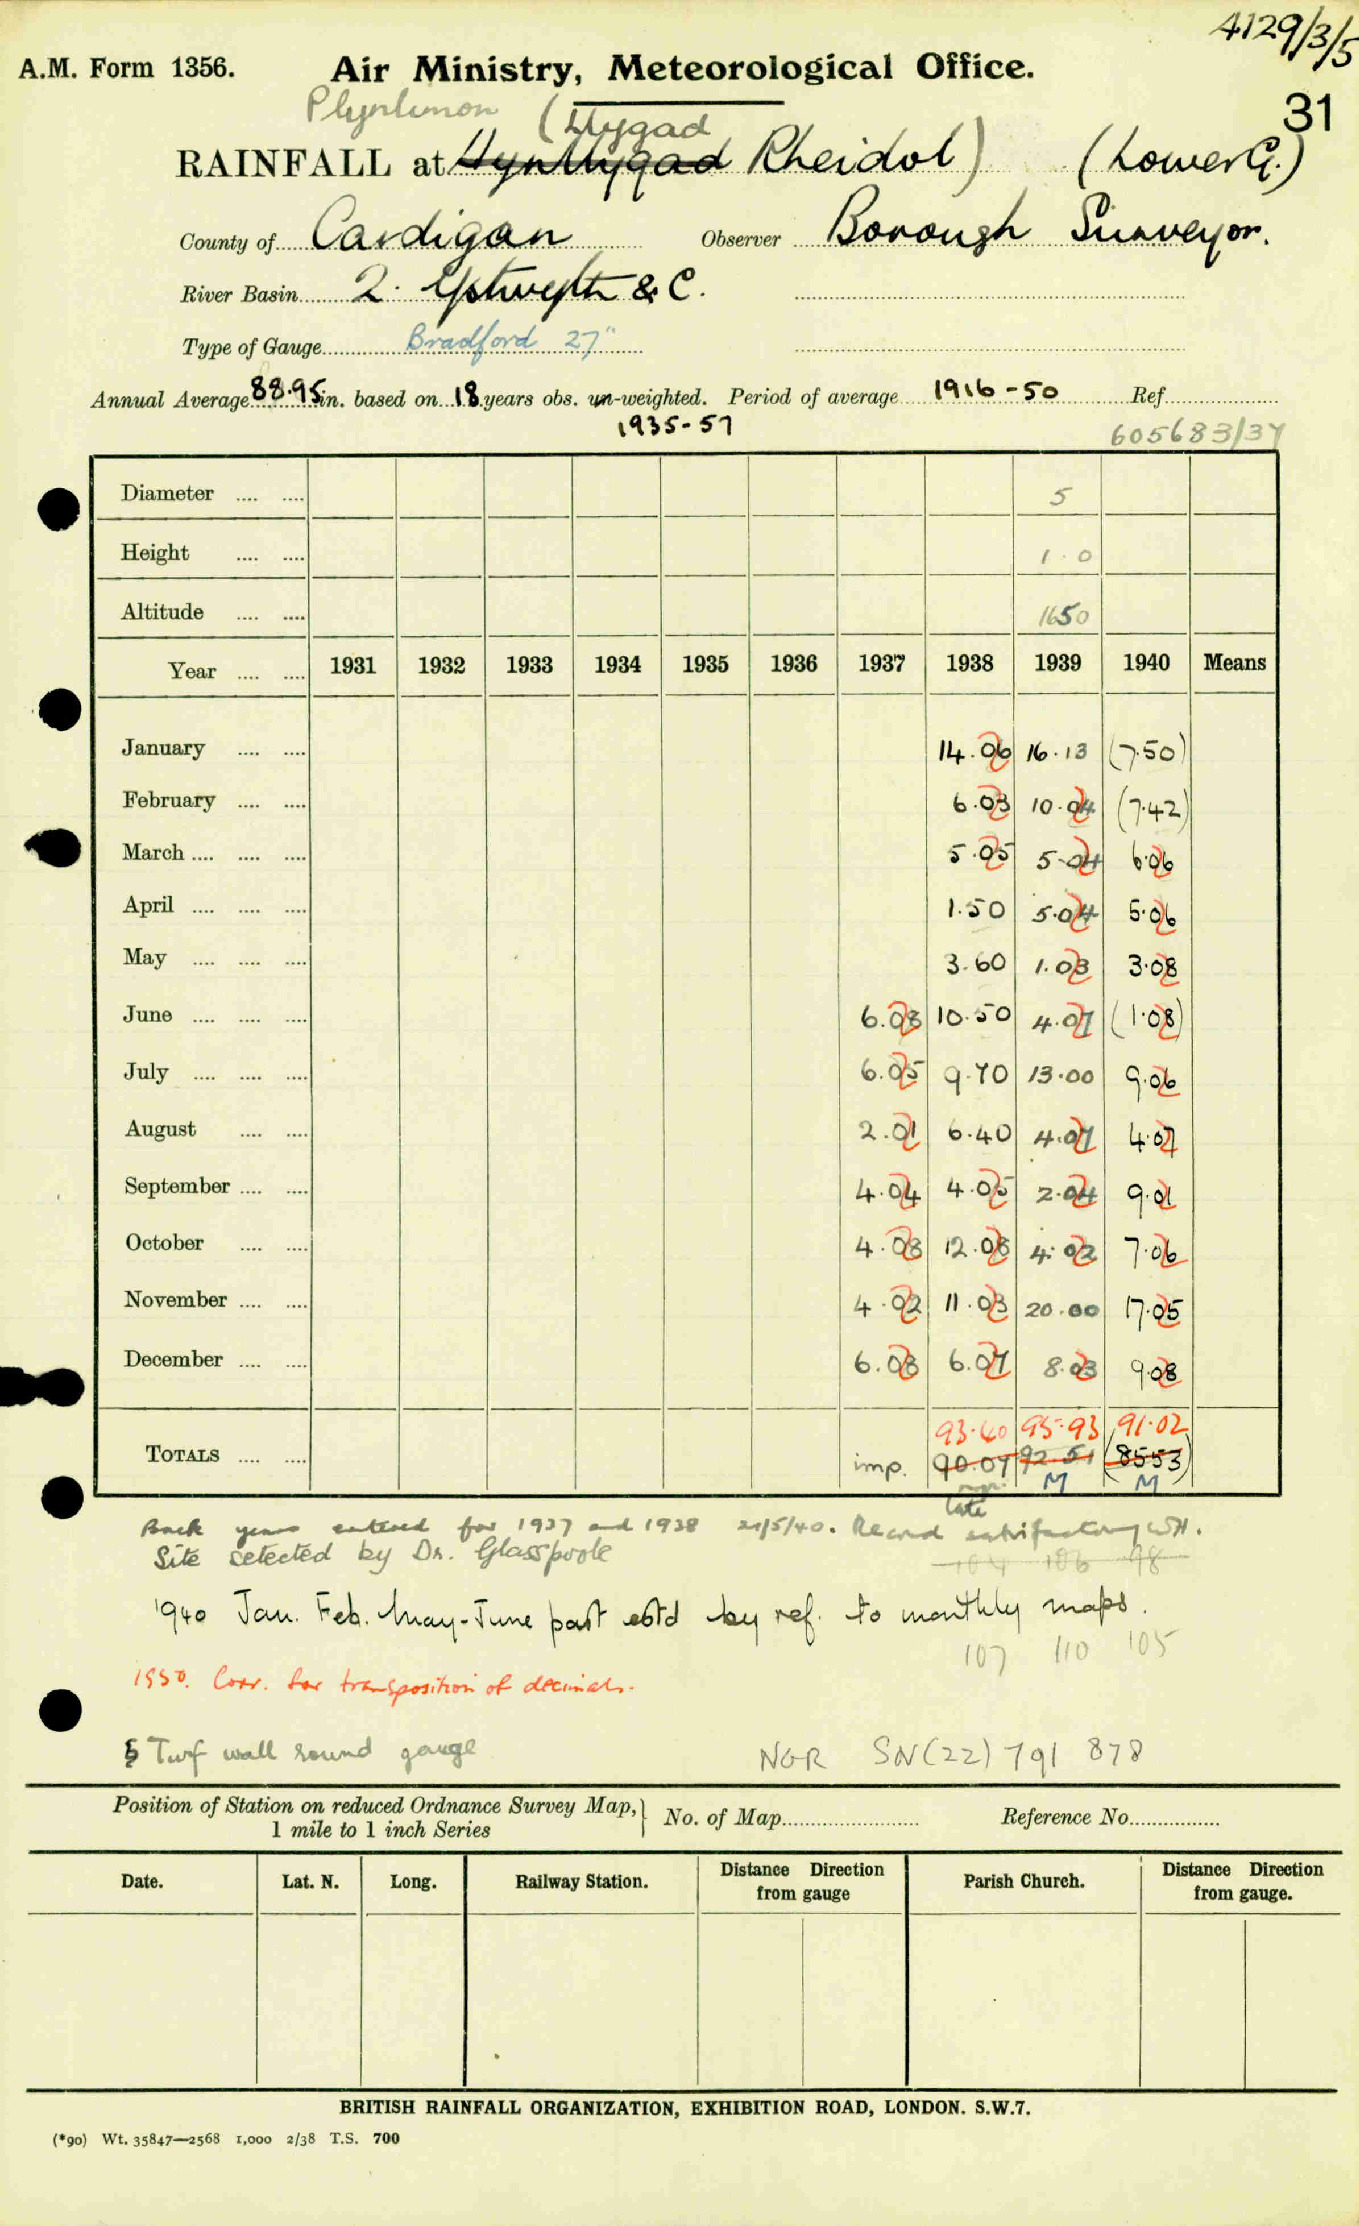 4129/3/5
A.M. Form 1356. Air Ministry, Meteorological Office.
31
Plynlimon (Llygad
RAINFALL at Rheidol) (Lower G.)
County of Cardigan Observer Borough Surveyor.
River Basin 2. Ystwyth & C.
Type of Gauge Bradford 27"
Annual Average 88.95 in. based on 18 years obs. un-weighted. Period of average 1916-50 Ref.
1935-57 605683/37
Diameter .... .... 5
Height .... .... 1.0
Altitude .... .... 1650
Year .... .... 1931 1932 1933 1934 1935 1936 1937 1938 1939 1940 Means
January .... .... 14.06 16.13 (7.50)
February .... .... 6.03 10.04 (7.42)
March .... .... .... 5.05 5.04 6.06
April .... .... .... 1.50 5.04 5.06
May .... .... .... 3.60 1.03 3.08
June .... .... .... 6.03 10.50 4.07 (1.08)
July .... .... .... 6.05 9.70 13.00 9.06
August .... .... 2.01 6.40 4.07 4.07
September .... .... 4.04 4.05 2.04 9.01
October .... .... 4.08 12.08 4.02 7.06
November .... .... 4.02 11.03 20.00 17.05
December .... .... 6.03 6.07 8.03 9.08
93.40 95.93 91.02
TOTALS .... .... imp. 90.07 92.51 (85.53)
late M M
Back years entered for 1937 and 1938 21/5/40. Record satisfactory
Site selected by Dr. Glasspoole 104 106 98
1940 Jan. Feb. May-June part estd by ref. to monthly maps.
107 110 105
1950. Corr. for transposition of decimals.
§ Turf wall round gauge NGR SN(22) 791 878
Position of Station on reduced Ordnance Survey Map, No. of Map Reference No.
1 mile to 1 inch Series
Date. Lat. N. Long. Railway Station. Distance Direction from gauge Parish Church. Distance Direction from gauge.
BRITISH RAINFALL ORGANIZATION, EXHIBITION ROAD, LONDON. S.W.7.
(*90) Wt. 35847—2568 1,000 2/38 T.S. 700